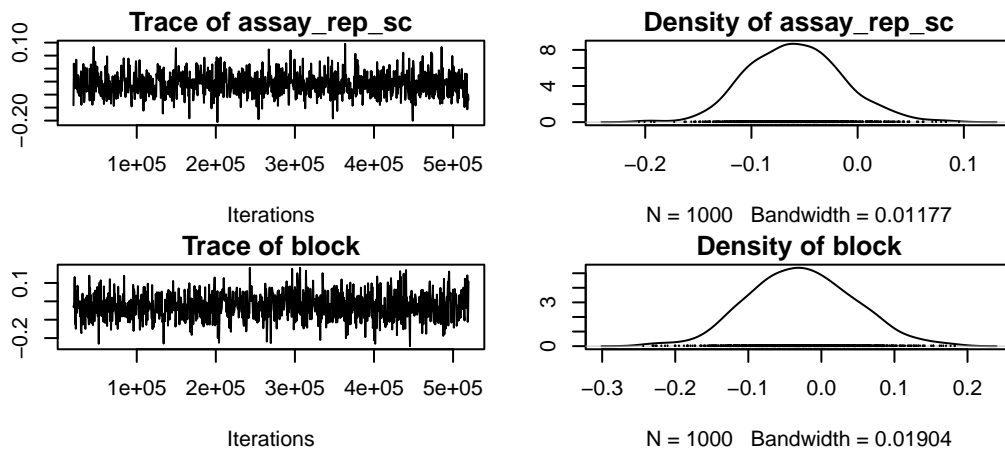 Trace of assay_rep_sc
0.10
−0.20
1e+05 2e+05 3e+05 4e+05 5e+05
Iterations
Density of assay_rep_sc
8
4
0
−0.2 −0.1 0.0 0.1
N = 1000 Bandwidth = 0.01177
Trace of block
0.1
−0.2
1e+05 2e+05 3e+05 4e+05 5e+05
Iterations
Density of block
3
0
−0.3 −0.2 −0.1 0.0 0.1 0.2
N = 1000 Bandwidth = 0.01904